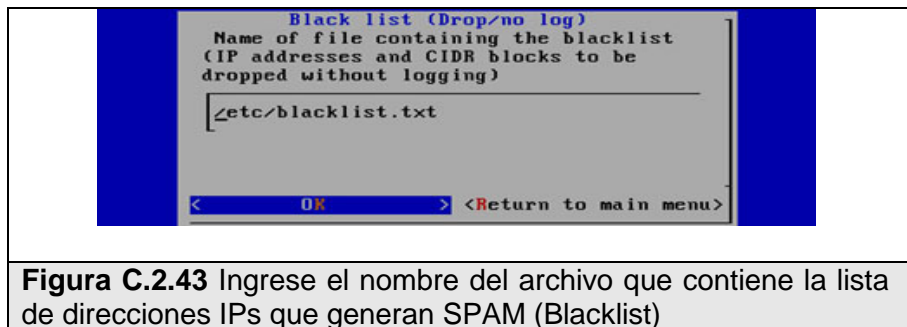 Black list (Drop/no log)
Name of file containing the blacklist
(IP addresses and CIDR blocks to be
dropped without logging)
/etc/blacklist.txt
< OK > <Return to main menu>
Figura C.2.43 Ingrese el nombre del archivo que contiene la lista
de direcciones IPs que generan SPAM (Blacklist)